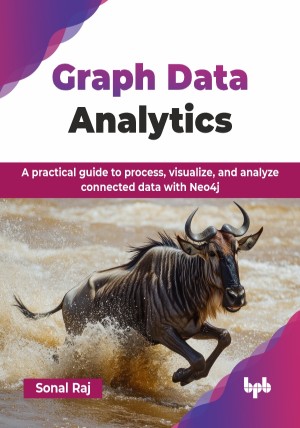 Graph Data
Analytics
A practical guide to process, visualize, and analyze
connected data with Neo4j
Sonal Raj
bpb